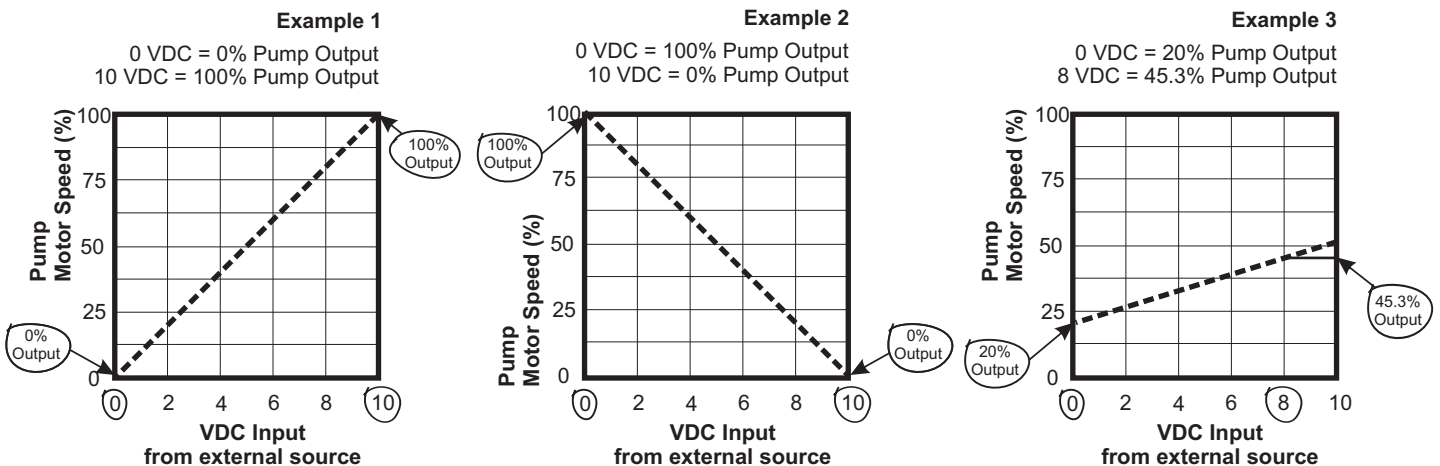 Example 1
0 VDC = 0% Pump Output
10 VDC = 100% Pump Output
100
75
50
25
0
Pump
Motor Speed (%)
100%
Output
0%
Output
0
2
4
6
8
10
VDC Input
from external source
Example 2
0 VDC = 100% Pump Output
10 VDC = 0% Pump Output
100
75
50
25
0
Pump
Motor Speed (%)
100%
Output
0%
Output
0
2
4
6
8
10
VDC Input
from external source
Example 3
0 VDC = 20% Pump Output
8 VDC = 45.3% Pump Output
100
75
50
25
0
Pump
Motor Speed (%)
45.3%
Output
20%
Output
0
2
4
6
8
10
VDC Input
from external source